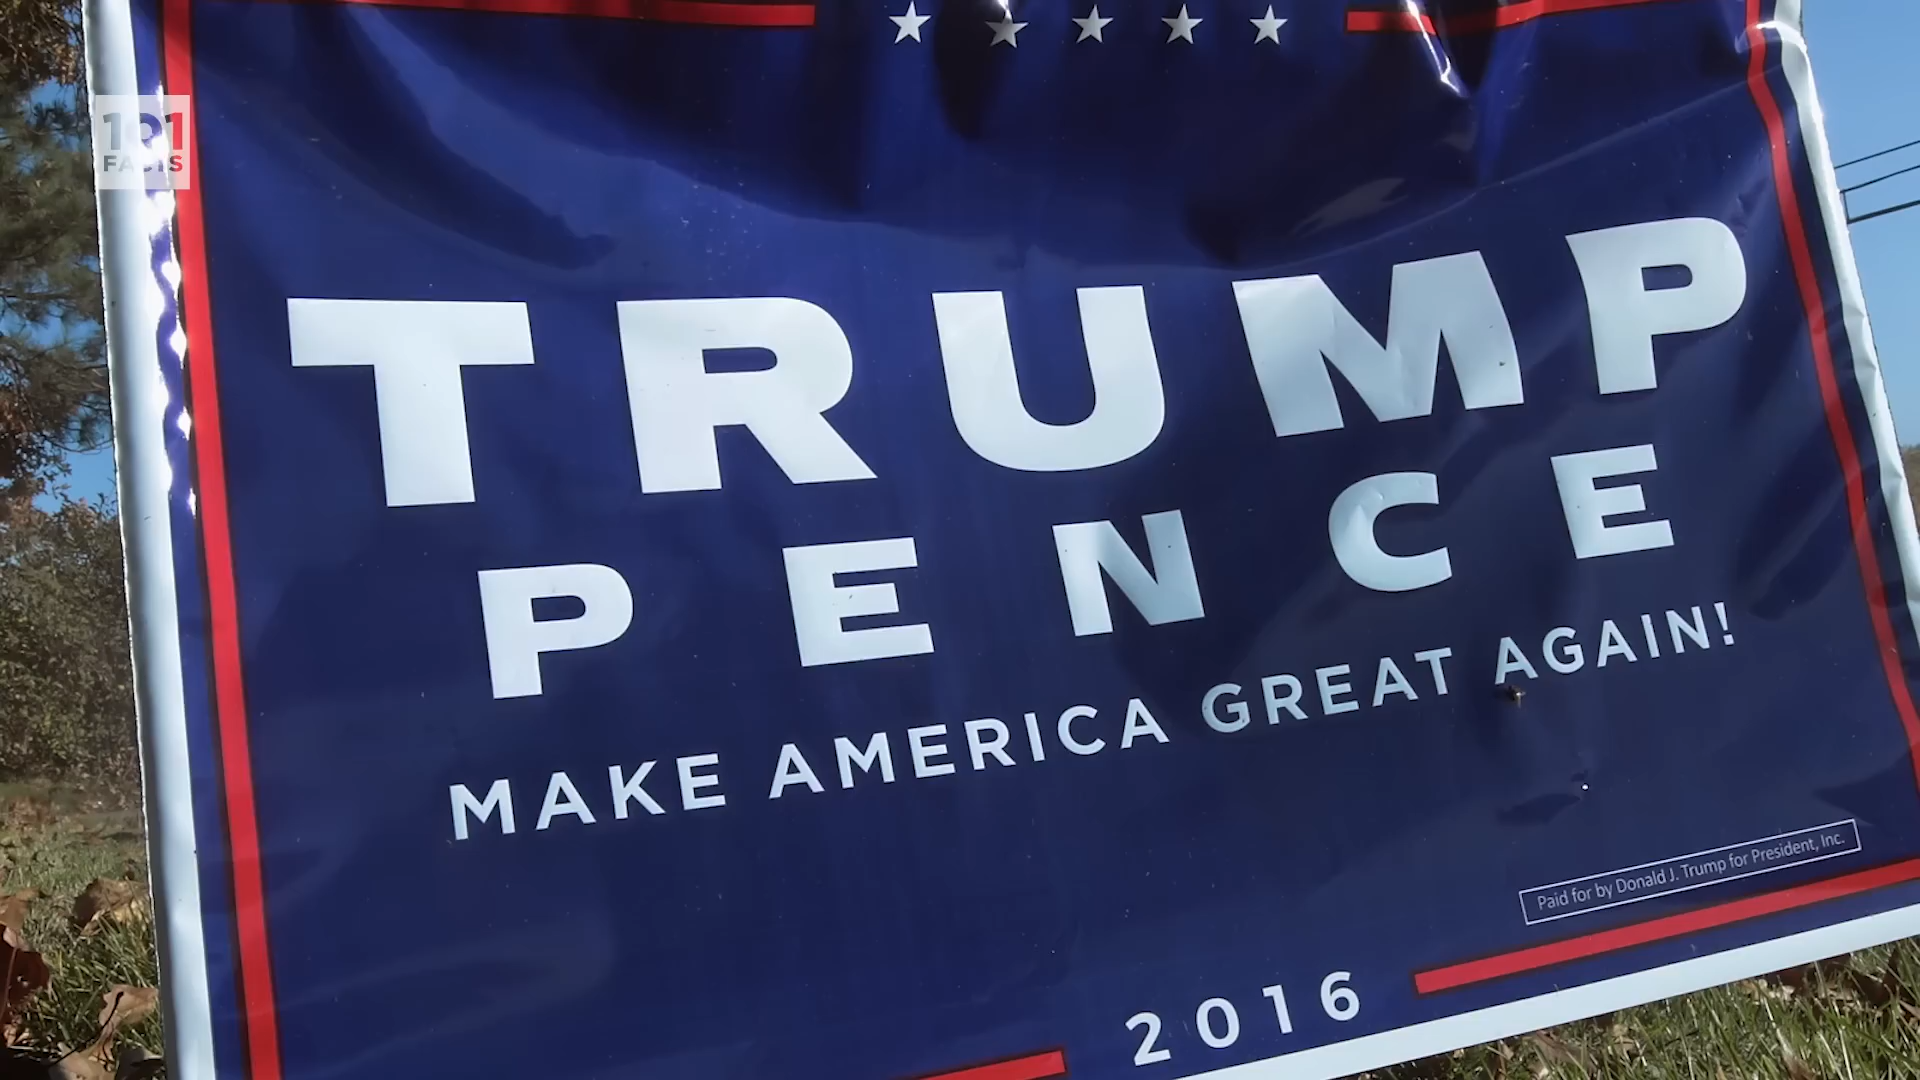 101
FACTS
TRUMP
PENCE
MAKE AMERICA GREAT AGAIN!
Paid for by Donald J. Trump for President, Inc.
2016